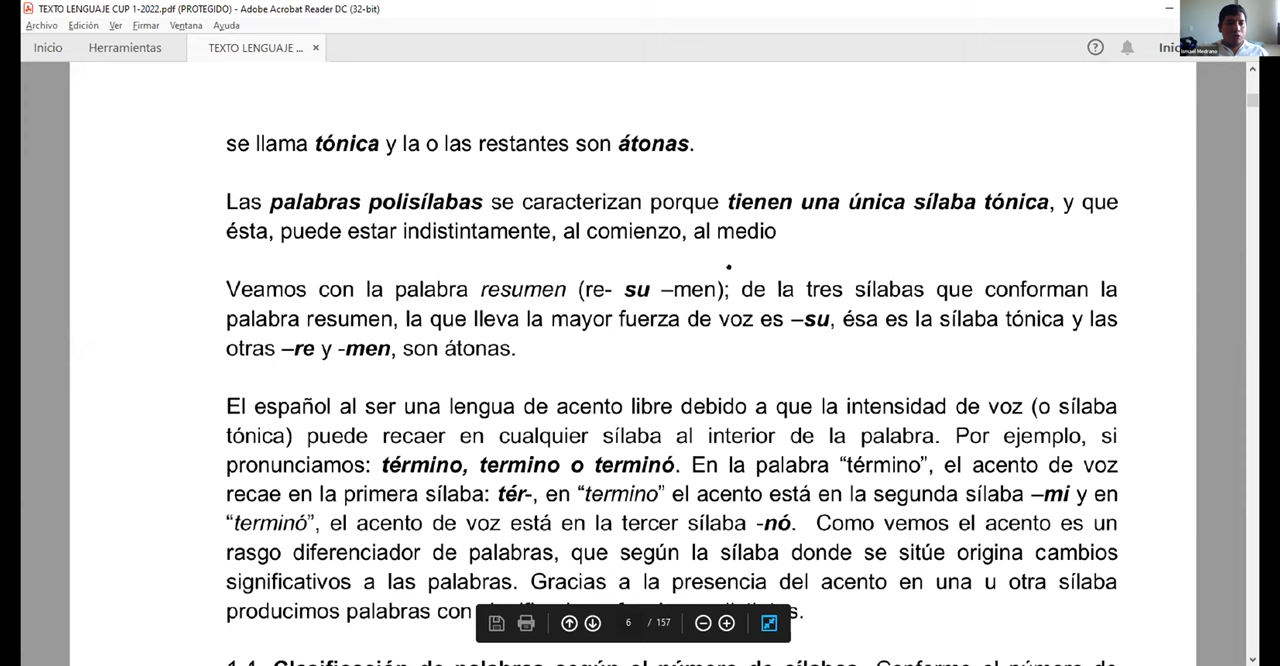 TEXTO LENGUAJE CUP 1-2022.pdf (PROTEGIDO) - Adobe Acrobat Reader DC (32-bit)
Archivo Edición Ver Firmar Ventana Ayuda
Inicio Herramientas TEXTO LENGUAJE ... ×
Ismael Medrano
se llama tónica y la o las restantes son átonas.
Las palabras polisílabas se caracterizan porque tienen una única sílaba tónica, y que
ésta, puede estar indistintamente, al comienzo, al medio
Veamos con la palabra resumen (re- su –men); de la tres sílabas que conforman la
palabra resumen, la que lleva la mayor fuerza de voz es –su, ésa es la sílaba tónica y las
otras –re y -men, son átonas.
El español al ser una lengua de acento libre debido a que la intensidad de voz (o sílaba
tónica) puede recaer en cualquier sílaba al interior de la palabra. Por ejemplo, si
pronunciamos: término, termino o terminó. En la palabra “término”, el acento de voz
recae en la primera sílaba: tér-, en “termino” el acento está en la segunda sílaba –mi y en
“terminó”, el acento de voz está en la tercer sílaba -nó. Como vemos el acento es un
rasgo diferenciador de palabras, que según la sílaba donde se sitúe origina cambios
significativos a las palabras. Gracias a la presencia del acento en una u otra sílaba
producimos palabras con
6 / 157